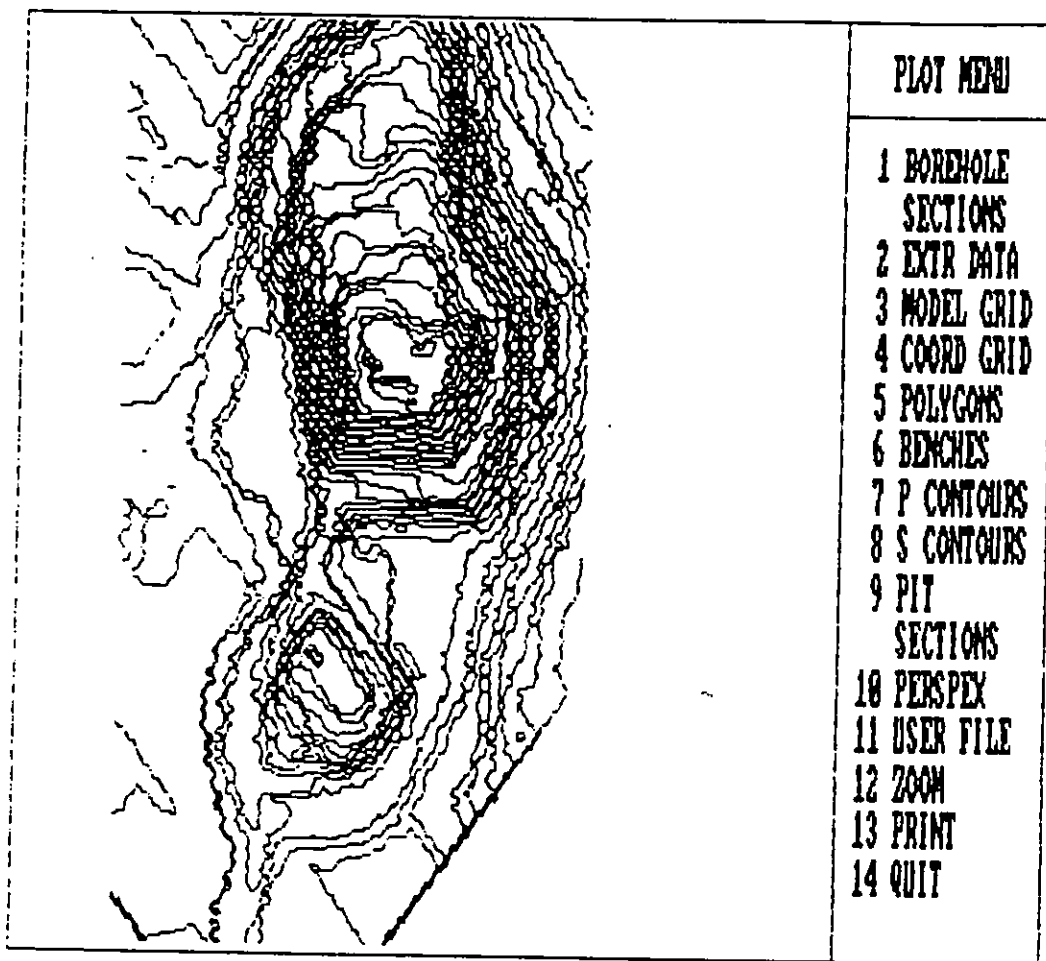 PLOT MENU
1 BOREHOLE
SECTIONS
2 EXTR DATA
3 MODEL GRID
4 COORD GRID
5 POLYGONS
6 BENCHES
7 P CONTOURS
8 S CONTOURS
9 PIT
SECTIONS
10 PERSPEX
11 USER FILE
12 ZOOM
13 PRINT
14 QUIT